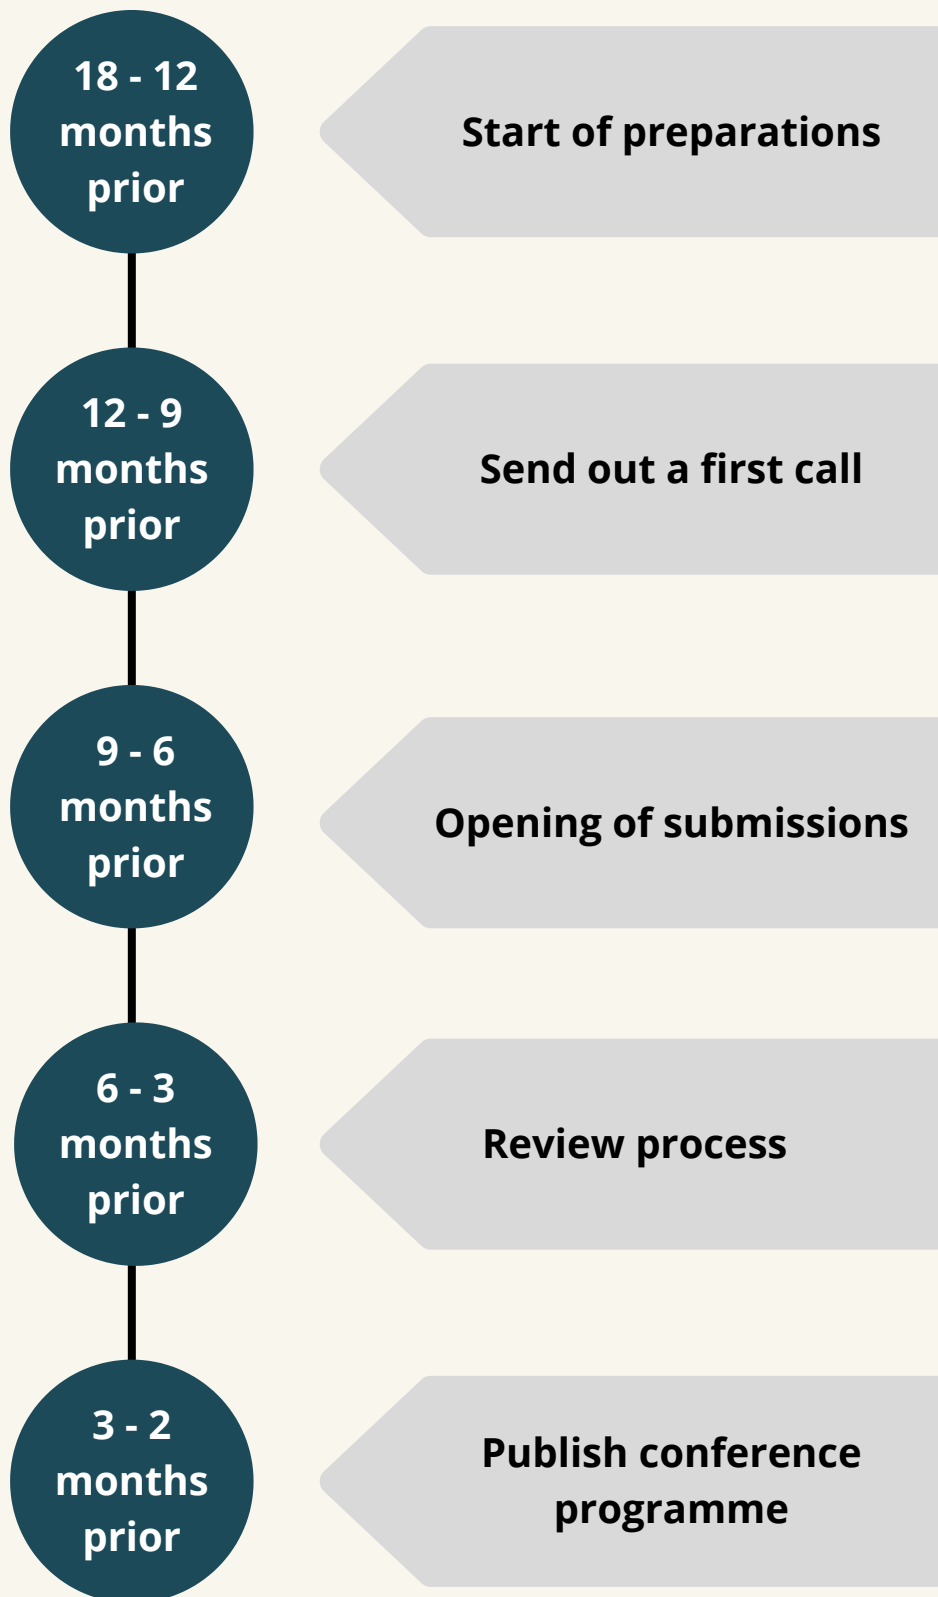 18 - 12
months
prior
Start of preparations
12 - 9
months
prior
Send out a first call
9 - 6
months
prior
Opening of submissions
6 - 3
months
prior
Review process
3 - 2
months
prior
Publish conference
programme